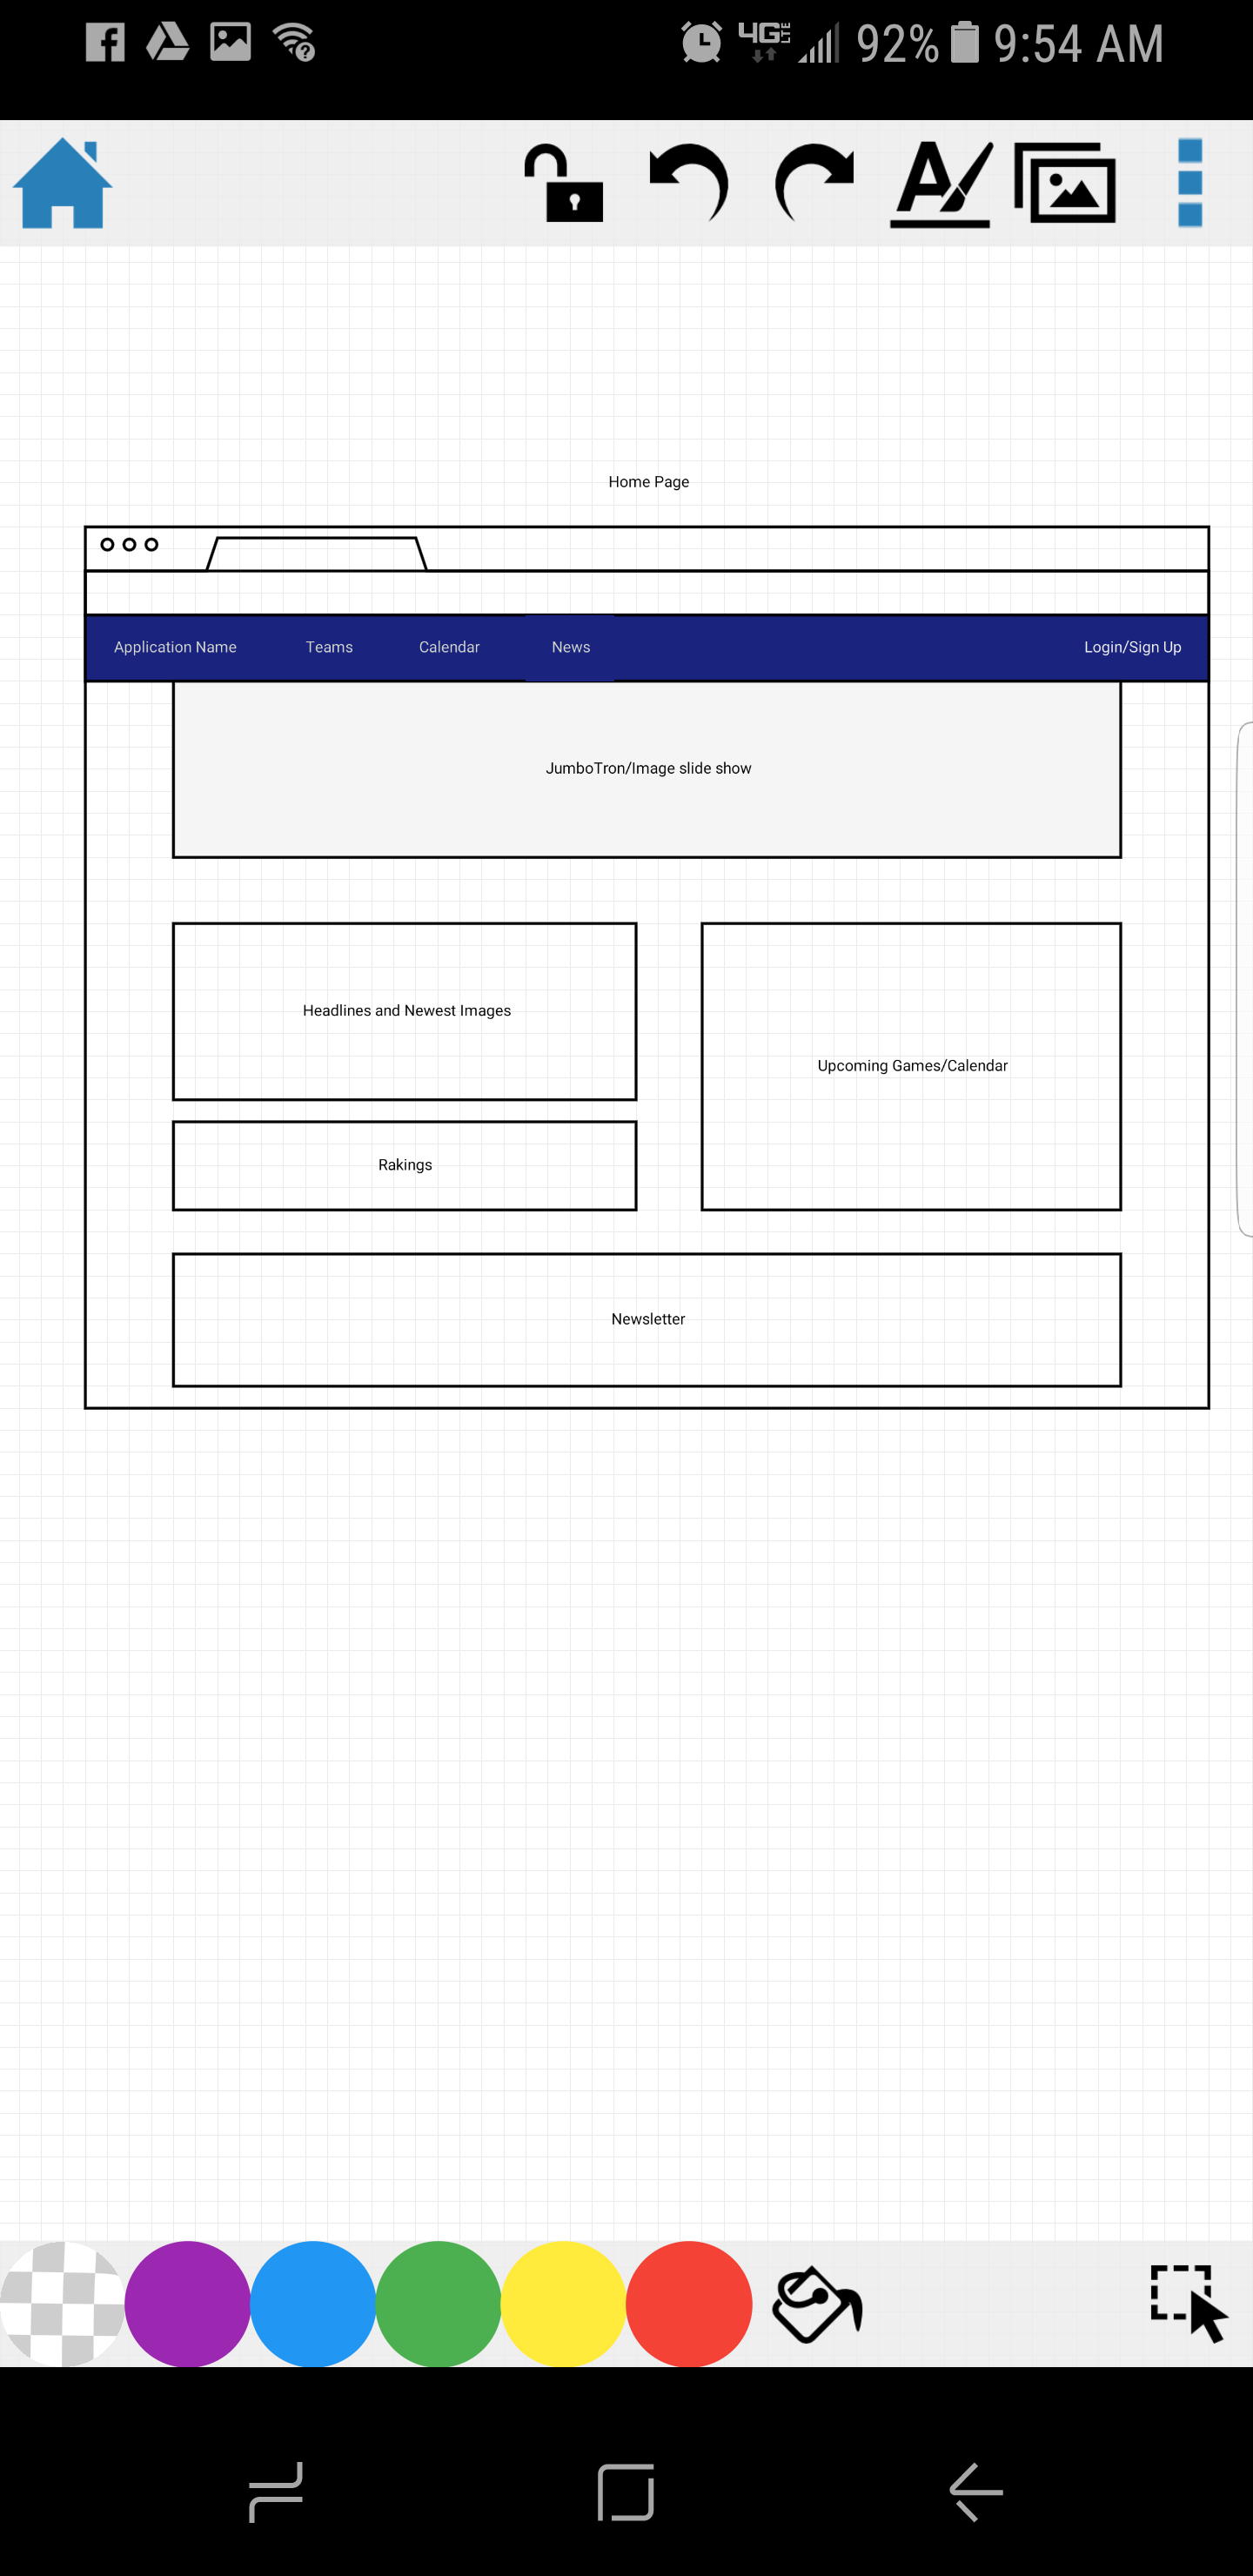 4G LTE 92% 9:54 AM
Home Page
Application Name Teams Calendar News Login/Sign Up
JumboTron/Image slide show
Headlines and Newest Images
Upcoming Games/Calendar
Rakings
Newsletter